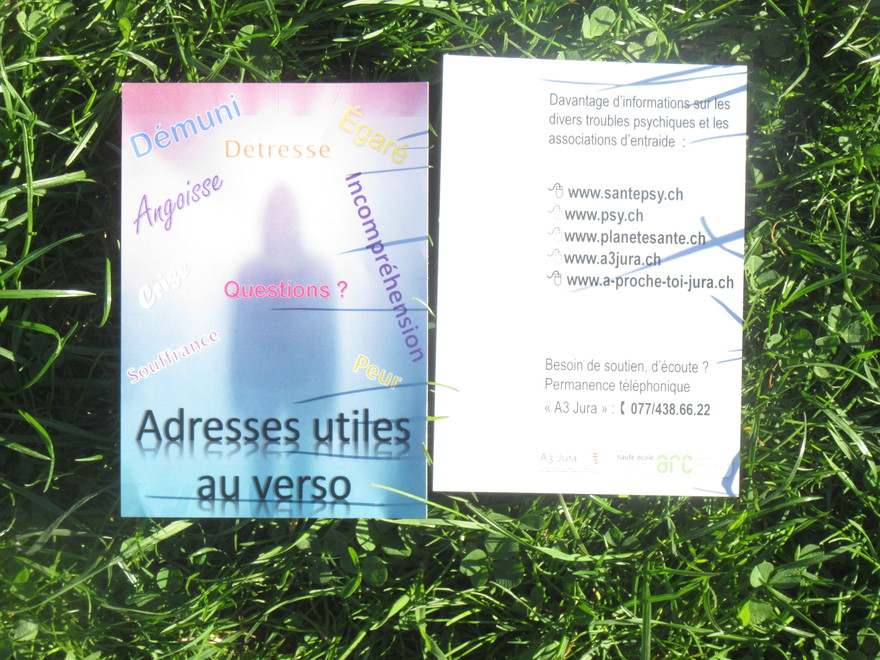 Démuni
Egaré
Detresse
Angoisse
Incompréhension
Crise
Questions ?
Souffrance
Peur
Adresses utiles
au verso
Davantage d'informations sur les
divers troubles psychiques et les
associations d'entraide :
www.santepsy.ch
www.psy.ch
www.planetesante.ch
www.a3jura.ch
www.a-proche-toi-jura.ch
Besoin de soutien, d'écoute ?
Permanence téléphonique
« A3 Jura » : 077/438.66.22
A3 Jura
haute école
arc